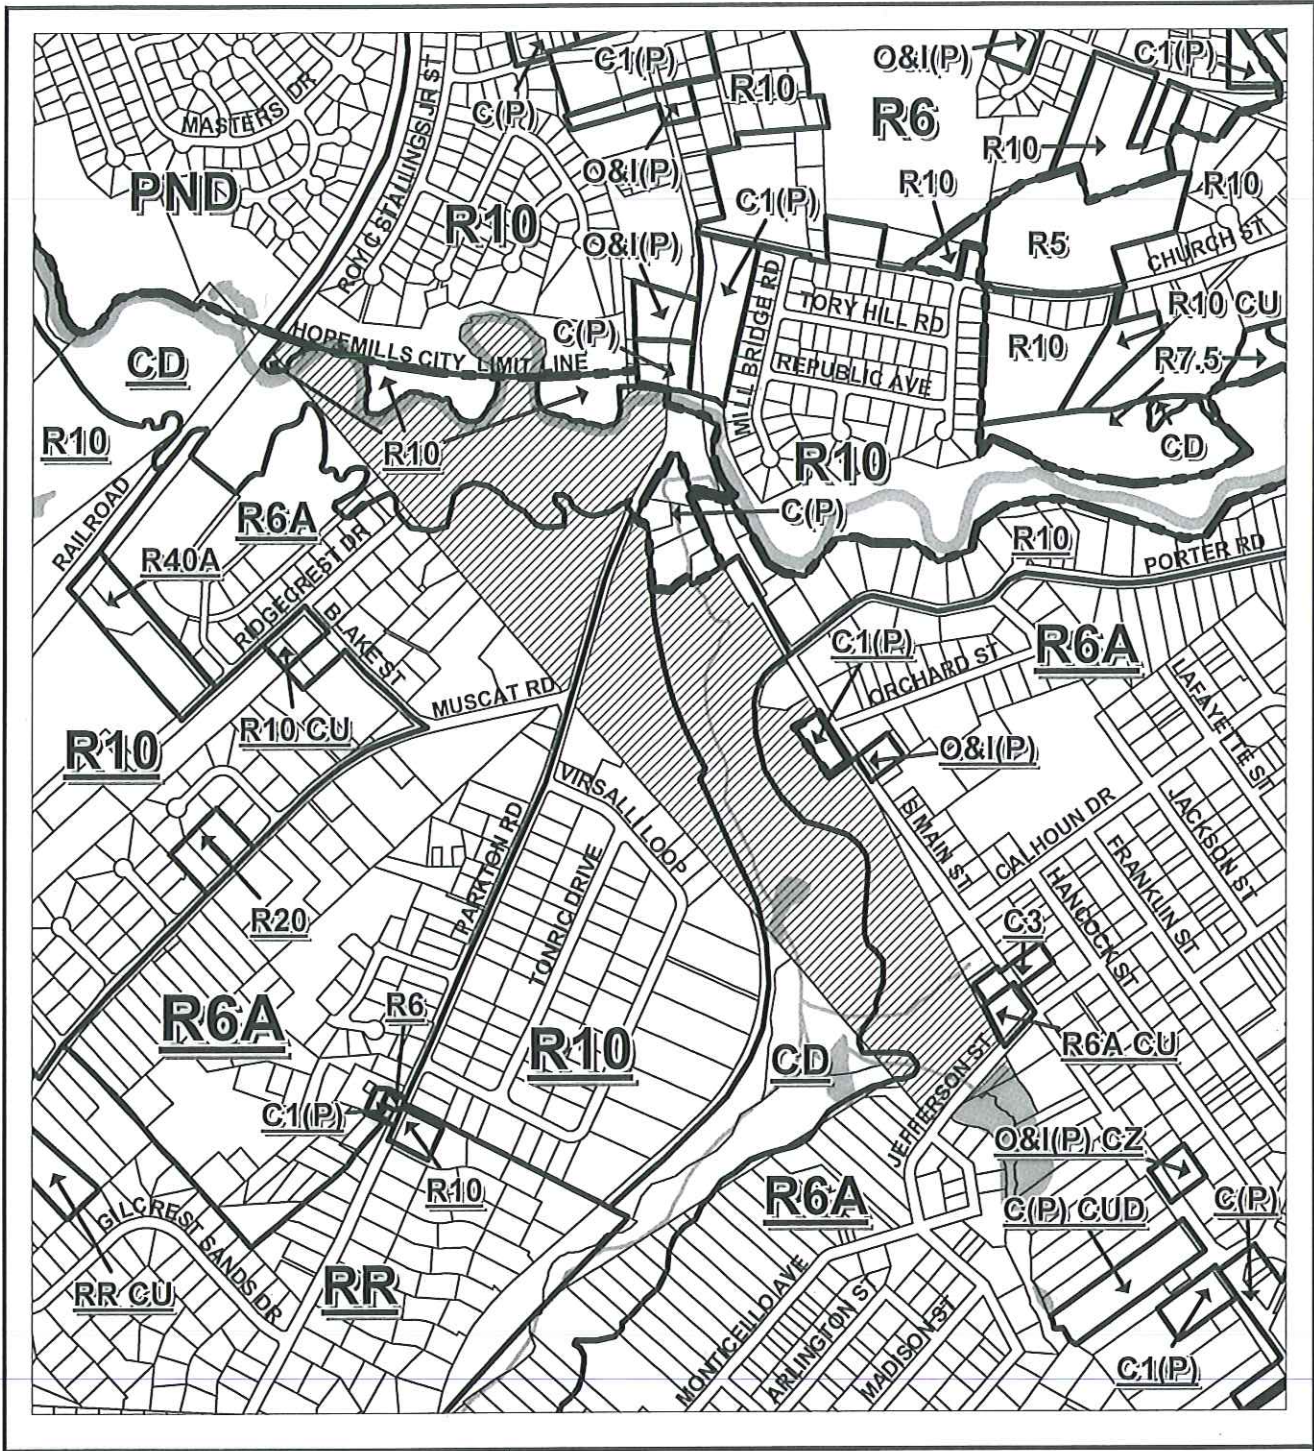 C1(P)
O&I(P)
C1(P)
R10
C(P)
R6
MASTERS DR
ROY C STALLINGS JR ST
R10
PND
O&I(P)
R10
R10
C1(P)
R10
O&I(P)
R5
CHURCH ST
MILL BRIDGE RD
TORY HILL RD
R10 CU
HOPEMILLS CITY LIMIT LINE
C(P)
R10
R7.5
CD
REPUBLIC AVE
R10
R10
R10
CD
RAILROAD
R6A
C(P)
R10
PORTER RD
R40A
RIDGECREST DR
BLAKE ST
C1(P)
R6A
ORCHARD ST
LAFAYETTE ST
MUSCAT RD
R10 CU
R10
O&I(P)
VIRSALLI LOOP
S MAIN ST
CALHOUN DR
JACKSON ST
PARKTON RD
FRANKLIN ST
TONRIC DRIVE
HANCOCK ST
R20
C3
R6A
R6
R10
CD
R6A CU
JEFFERSON ST
C1(P)
O&I(P) CZ
R10
R6A
C(P) CUD
C(P)
GILCREST SANDS DR
RR CU
RR
MONTICELLO AVE
ARLINGTON ST
MADISON ST
C1(P)